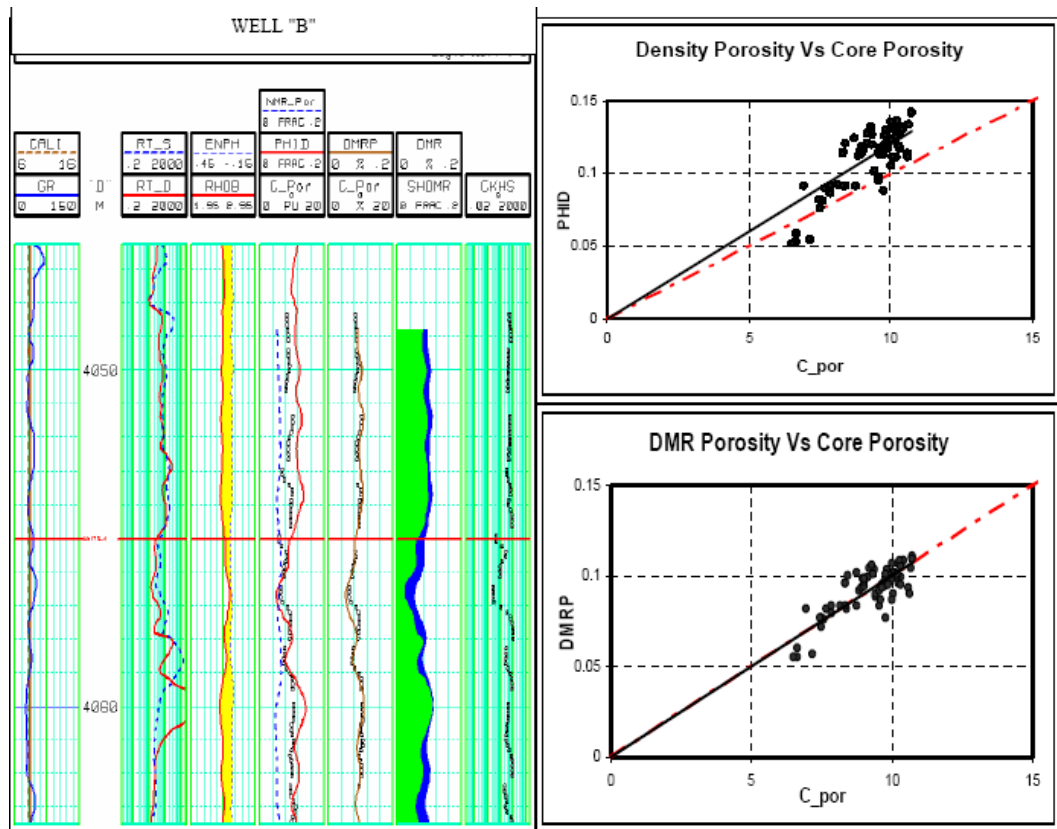 WELL "B"
NMR_Por
0 FRAC .2
CALI
6 16
RT_S
.2 2000
ENPH
.45 -.15
PHID
0 FRAC .2
DMRP
0 % .2
DMR
0 % .2
GR
0 150
"D"
M
RT_D
.2 2000
RHOB
1.95 2.95
C_Por
0 PU 20
C_Por
0 % 20
SHDMR
0 FRAC .2
CKHS
.02 2000
4050
4060
Density Porosity Vs Core Porosity
0.15
0.1
0.05
0
PHID
0 5 10 15
C_por
DMR Porosity Vs Core Porosity
0.15
0.1
0.05
0
DMRP
0 5 10 15
C_por